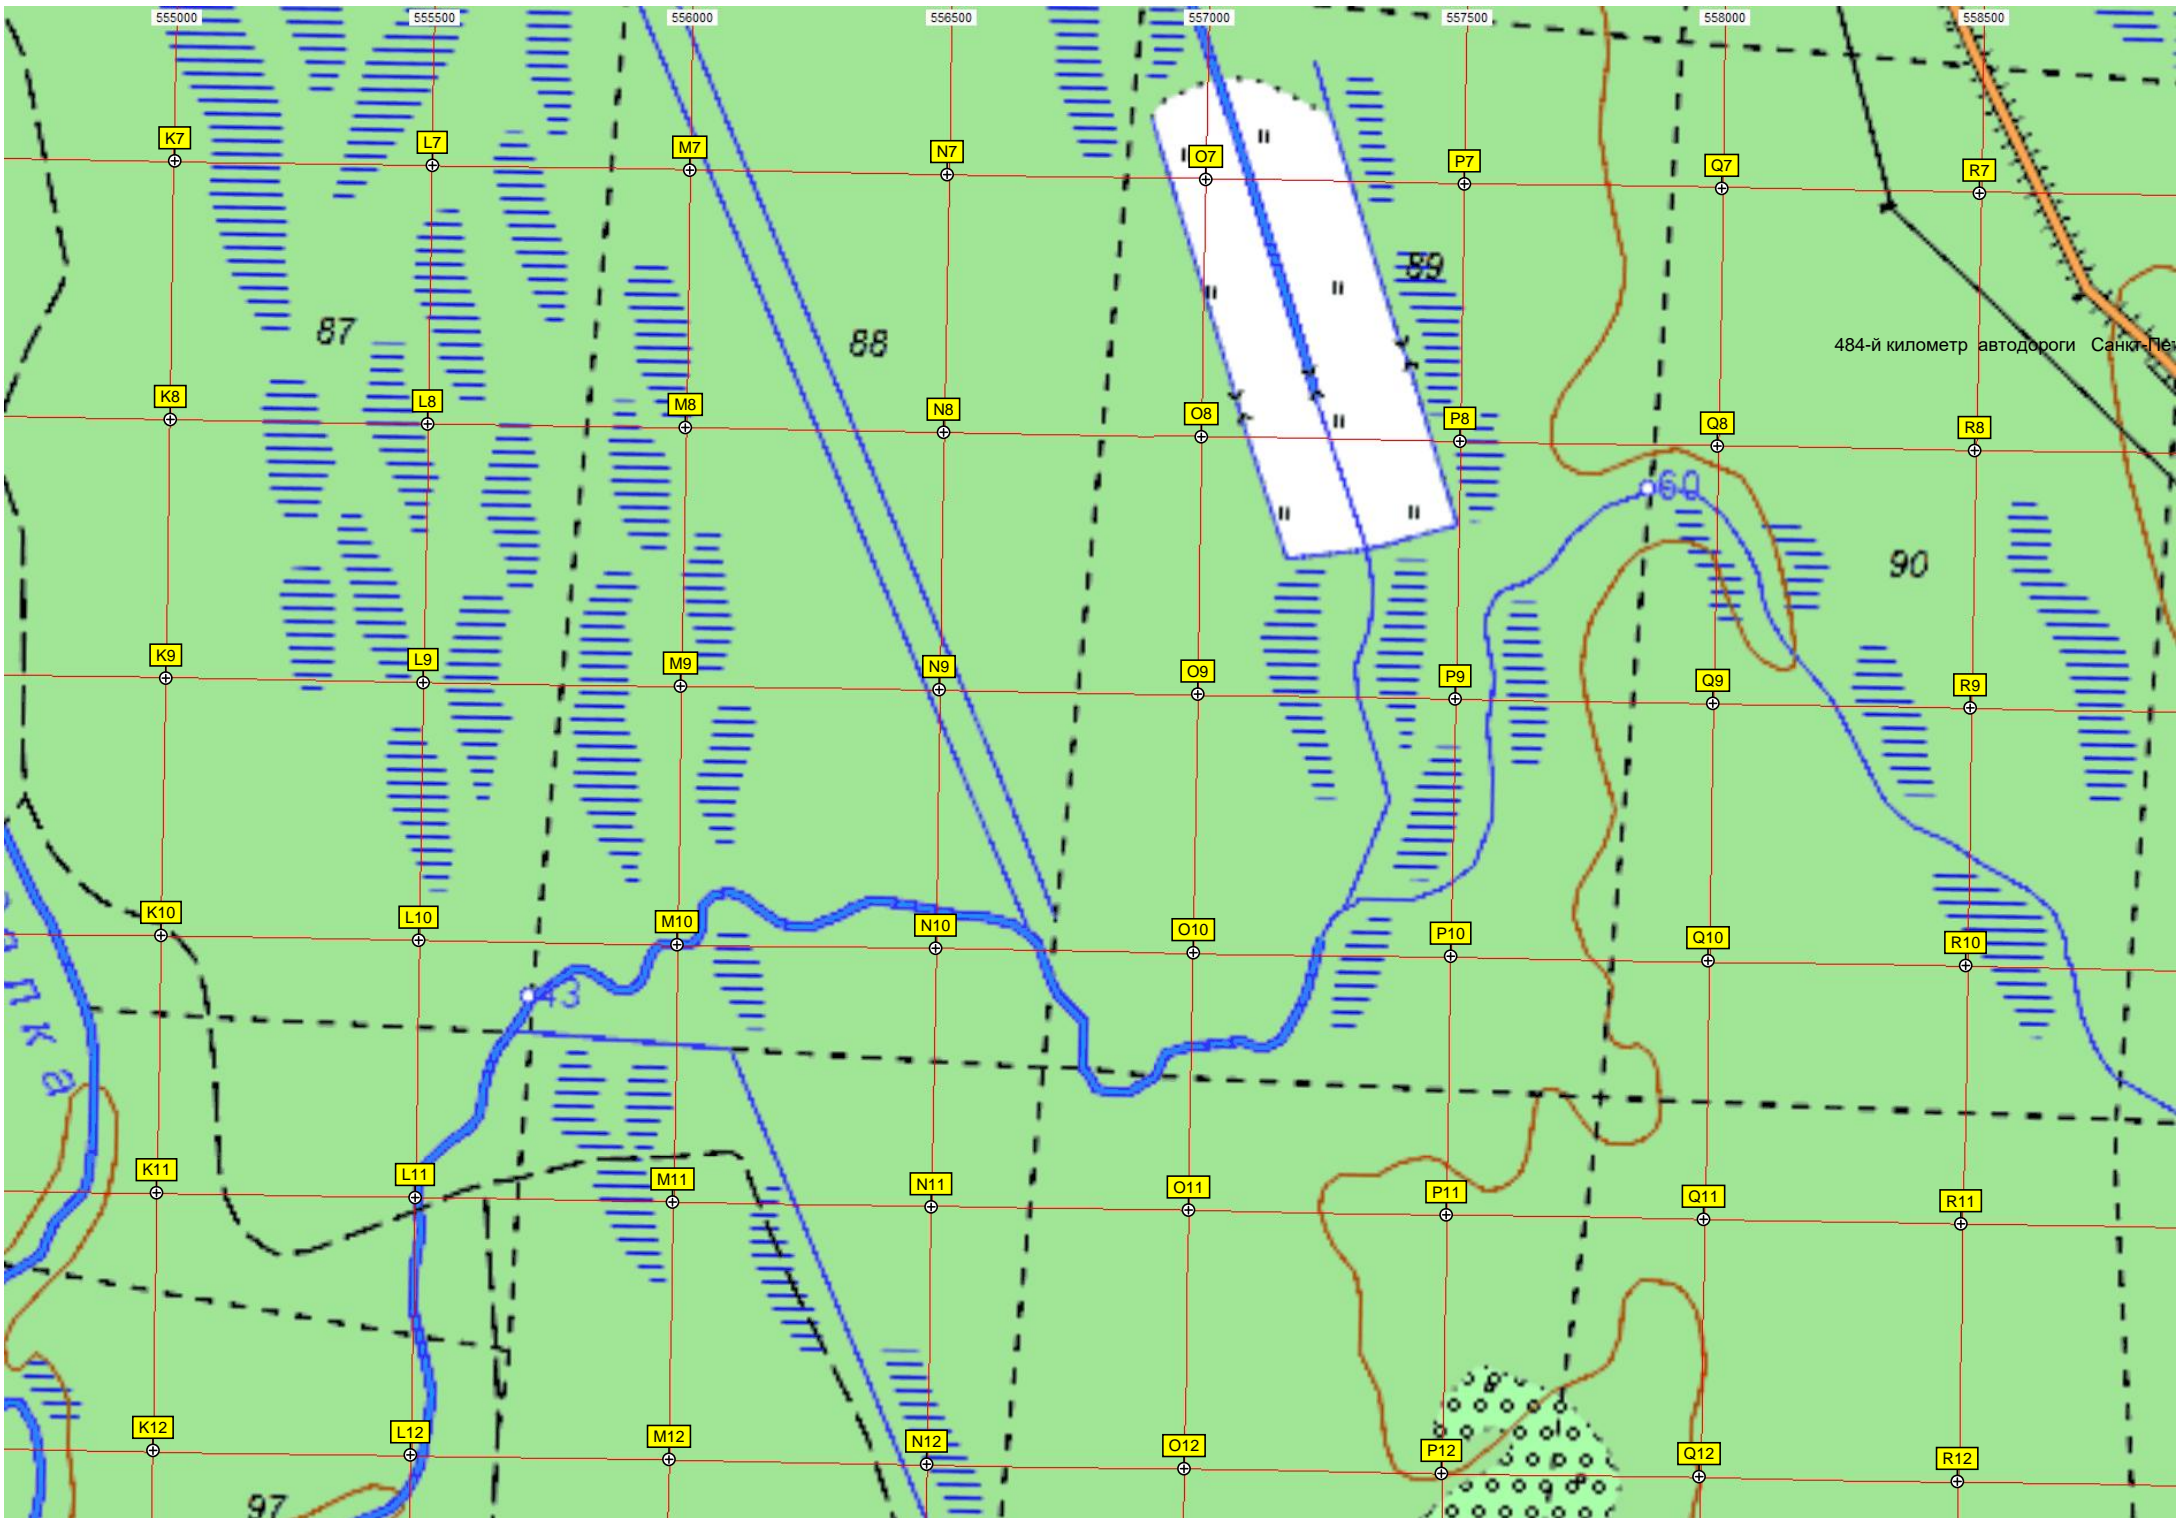 555000 555500 556000 556500 557000 557500 558000 558500
K7 L7 M7 N7 O7 P7 Q7 R7
89
87 88
484-й километр автодороги Санкт-Пет
K8 L8 M8 N8 O8 P8 Q8 R8
60
90
K9 L9 M9 N9 O9 P9 Q9 R9
K10 L10 M10 N10 O10 P10 Q10 R10
нка
43
K11 L11 M11 N11 O11 P11 Q11 R11
K12 L12 M12 N12 O12 P12 Q12 R12
97